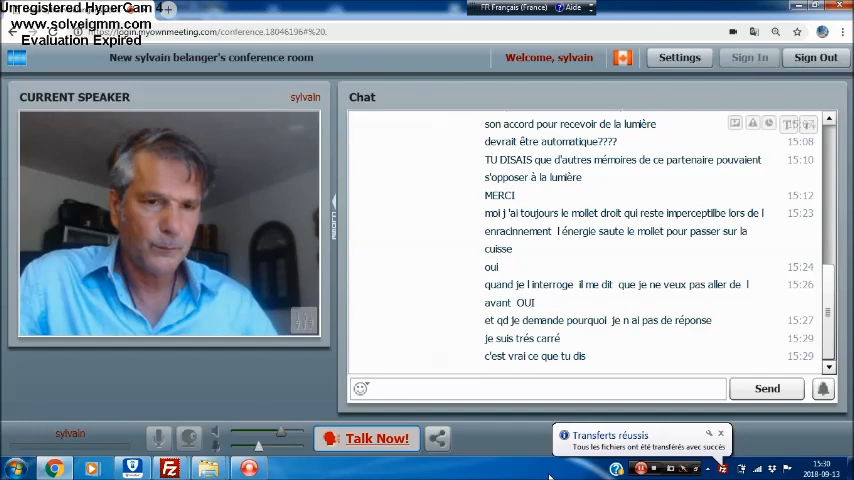 Unregistered HyperCam 4
www.solveigmm.com
Evaluation Expired
FR Français (France)
Aide
https://login.myownmeeting.com/conference,18046196#%20.
New sylvain belanger's conference room
Welcome, sylvain
Settings
Sign In
Sign Out
CURRENT SPEAKER
sylvain
Chat
son accord pour recevoir de la lumière
devrait être automatique???? 15:08
TU DISAIS que d'autres mémoires de ce partenaire pouvaient 15:10
s'opposer à la lumière
MERCI 15:12
moi j 'ai toujours le mollet droit qui reste imperceptilbe lors de l 15:23
enracinnement l énergie saute le mollet pour passer sur la
cuisse
oui 15:24
quand je l interroge il me dit que je ne veux pas aller de l 15:26
avant OUI
et qd je demande pourquoi je n ai pas de réponse 15:27
je suis trés carré 15:29
c'est vrai ce que tu dis 15:29
Send
sylvain
Talk Now!
Transferts réussis
Tous les fichiers ont été transférés avec succès
15:30
2018-09-13